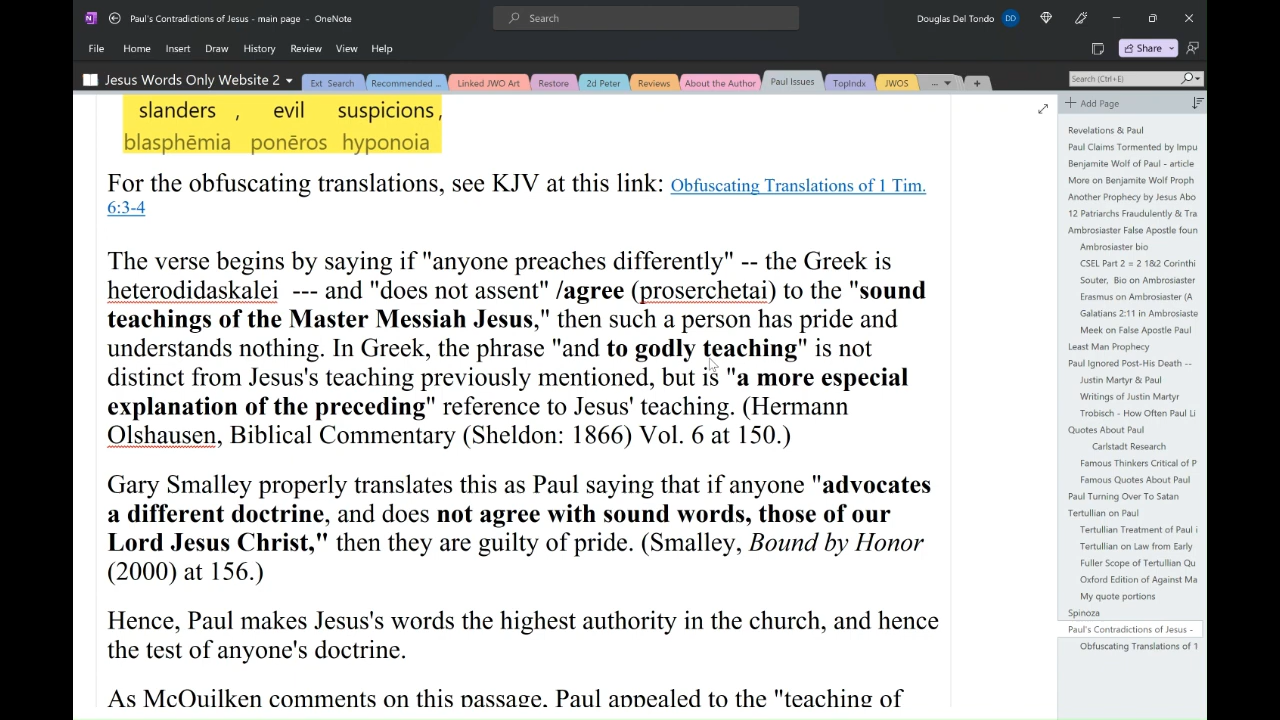 Paul's Contradictions of Jesus - main page - OneNote
Search
Douglas Del Tondo
DD
File Home Insert Draw History Review View Help
Share
Jesus Words Only Website 2
Ext Search
Recommended ...
Linked JWO Art
Restore
2d Peter
Reviews
About the Author
Paul Issues
TopIndx
JWOS
...
Search (Ctrl+E)
slanders , evil suspicions,
blasphēmia ponēros hyponoia
For the obfuscating translations, see KJV at this link: Obfuscating Translations of 1 Tim.
6:3-4
The verse begins by saying if "anyone preaches differently" -- the Greek is
heterodidaskalei --- and "does not assent" /agree (proserchetai) to the "sound
teachings of the Master Messiah Jesus," then such a person has pride and
understands nothing. In Greek, the phrase "and to godly teaching" is not
distinct from Jesus's teaching previously mentioned, but is "a more especial
explanation of the preceding" reference to Jesus' teaching. (Hermann
Olshausen, Biblical Commentary (Sheldon: 1866) Vol. 6 at 150.)
Gary Smalley properly translates this as Paul saying that if anyone "advocates
a different doctrine, and does not agree with sound words, those of our
Lord Jesus Christ," then they are guilty of pride. (Smalley, Bound by Honor
(2000) at 156.)
Hence, Paul makes Jesus's words the highest authority in the church, and hence
the test of anyone's doctrine.
As McQuilken comments on this passage, Paul appealed to the "teaching of
Add Page
Revelations & Paul
Paul Claims Tormented by Impu
Benjamite Wolf of Paul - article
More on Benjamite Wolf Proph
Another Prophecy by Jesus Abo
12 Patriarchs Fraudulently & Tra
Ambrosiaster False Apostle foun
Ambrosiaster bio
CSEL Part 2 = 2 1&2 Corinthi
Souter, Bio on Ambrosiaster
Erasmus on Ambrosiaster (A
Galatians 2:11 in Ambrosiaste
Meek on False Apostle Paul
Least Man Prophecy
Paul Ignored Post-His Death --
Justin Martyr & Paul
Writings of Justin Martyr
Trobisch - How Often Paul Li
Quotes About Paul
Carlstadt Research
Famous Thinkers Critical of P
Famous Quotes About Paul
Paul Turning Over To Satan
Tertullian on Paul
Tertullian Treatment of Paul i
Tertullian on Law from Early
Fuller Scope of Tertullian Qu
Oxford Edition of Against Ma
My quote portions
Spinoza
Paul's Contradictions of Jesus -
Obfuscating Translations of 1